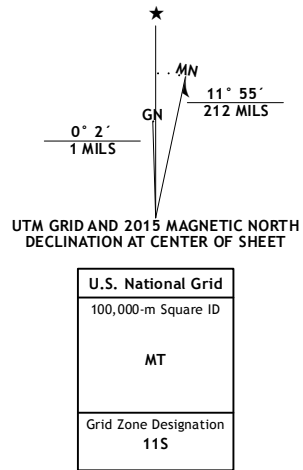 MN
GN
11° 55´
212 MILS
0° 2´
1 MILS
UTM GRID AND 2015 MAGNETIC NORTH
DECLINATION AT CENTER OF SHEET
U.S. National Grid
100,000-m Square ID
MT
Grid Zone Designation
11S